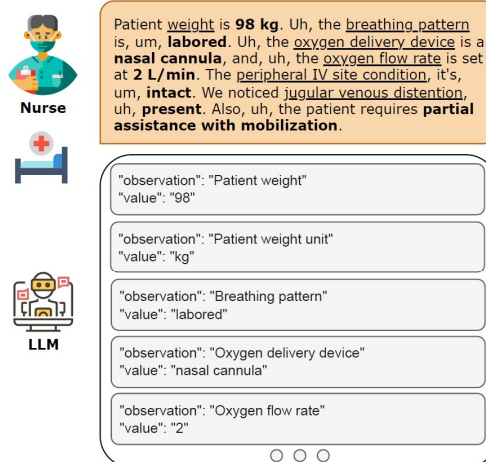 Patient weight is 98 kg. Uh, the breathing pattern
is, um, labored. Uh, the oxygen delivery device is a
nasal cannula, and, uh, the oxygen flow rate is set
at 2 L/min. The peripheral IV site condition, it's,
um, intact. We noticed jugular venous distention,
uh, present. Also, uh, the patient requires partial
assistance with mobilization.
Nurse
"observation": "Patient weight"
"value": "98"
"observation": "Patient weight unit"
"value": "kg"
"observation": "Breathing pattern"
"value": "labored"
"observation": "Oxygen delivery device"
"value": "nasal cannula"
"observation": "Oxygen flow rate"
"value": "2"
LLM